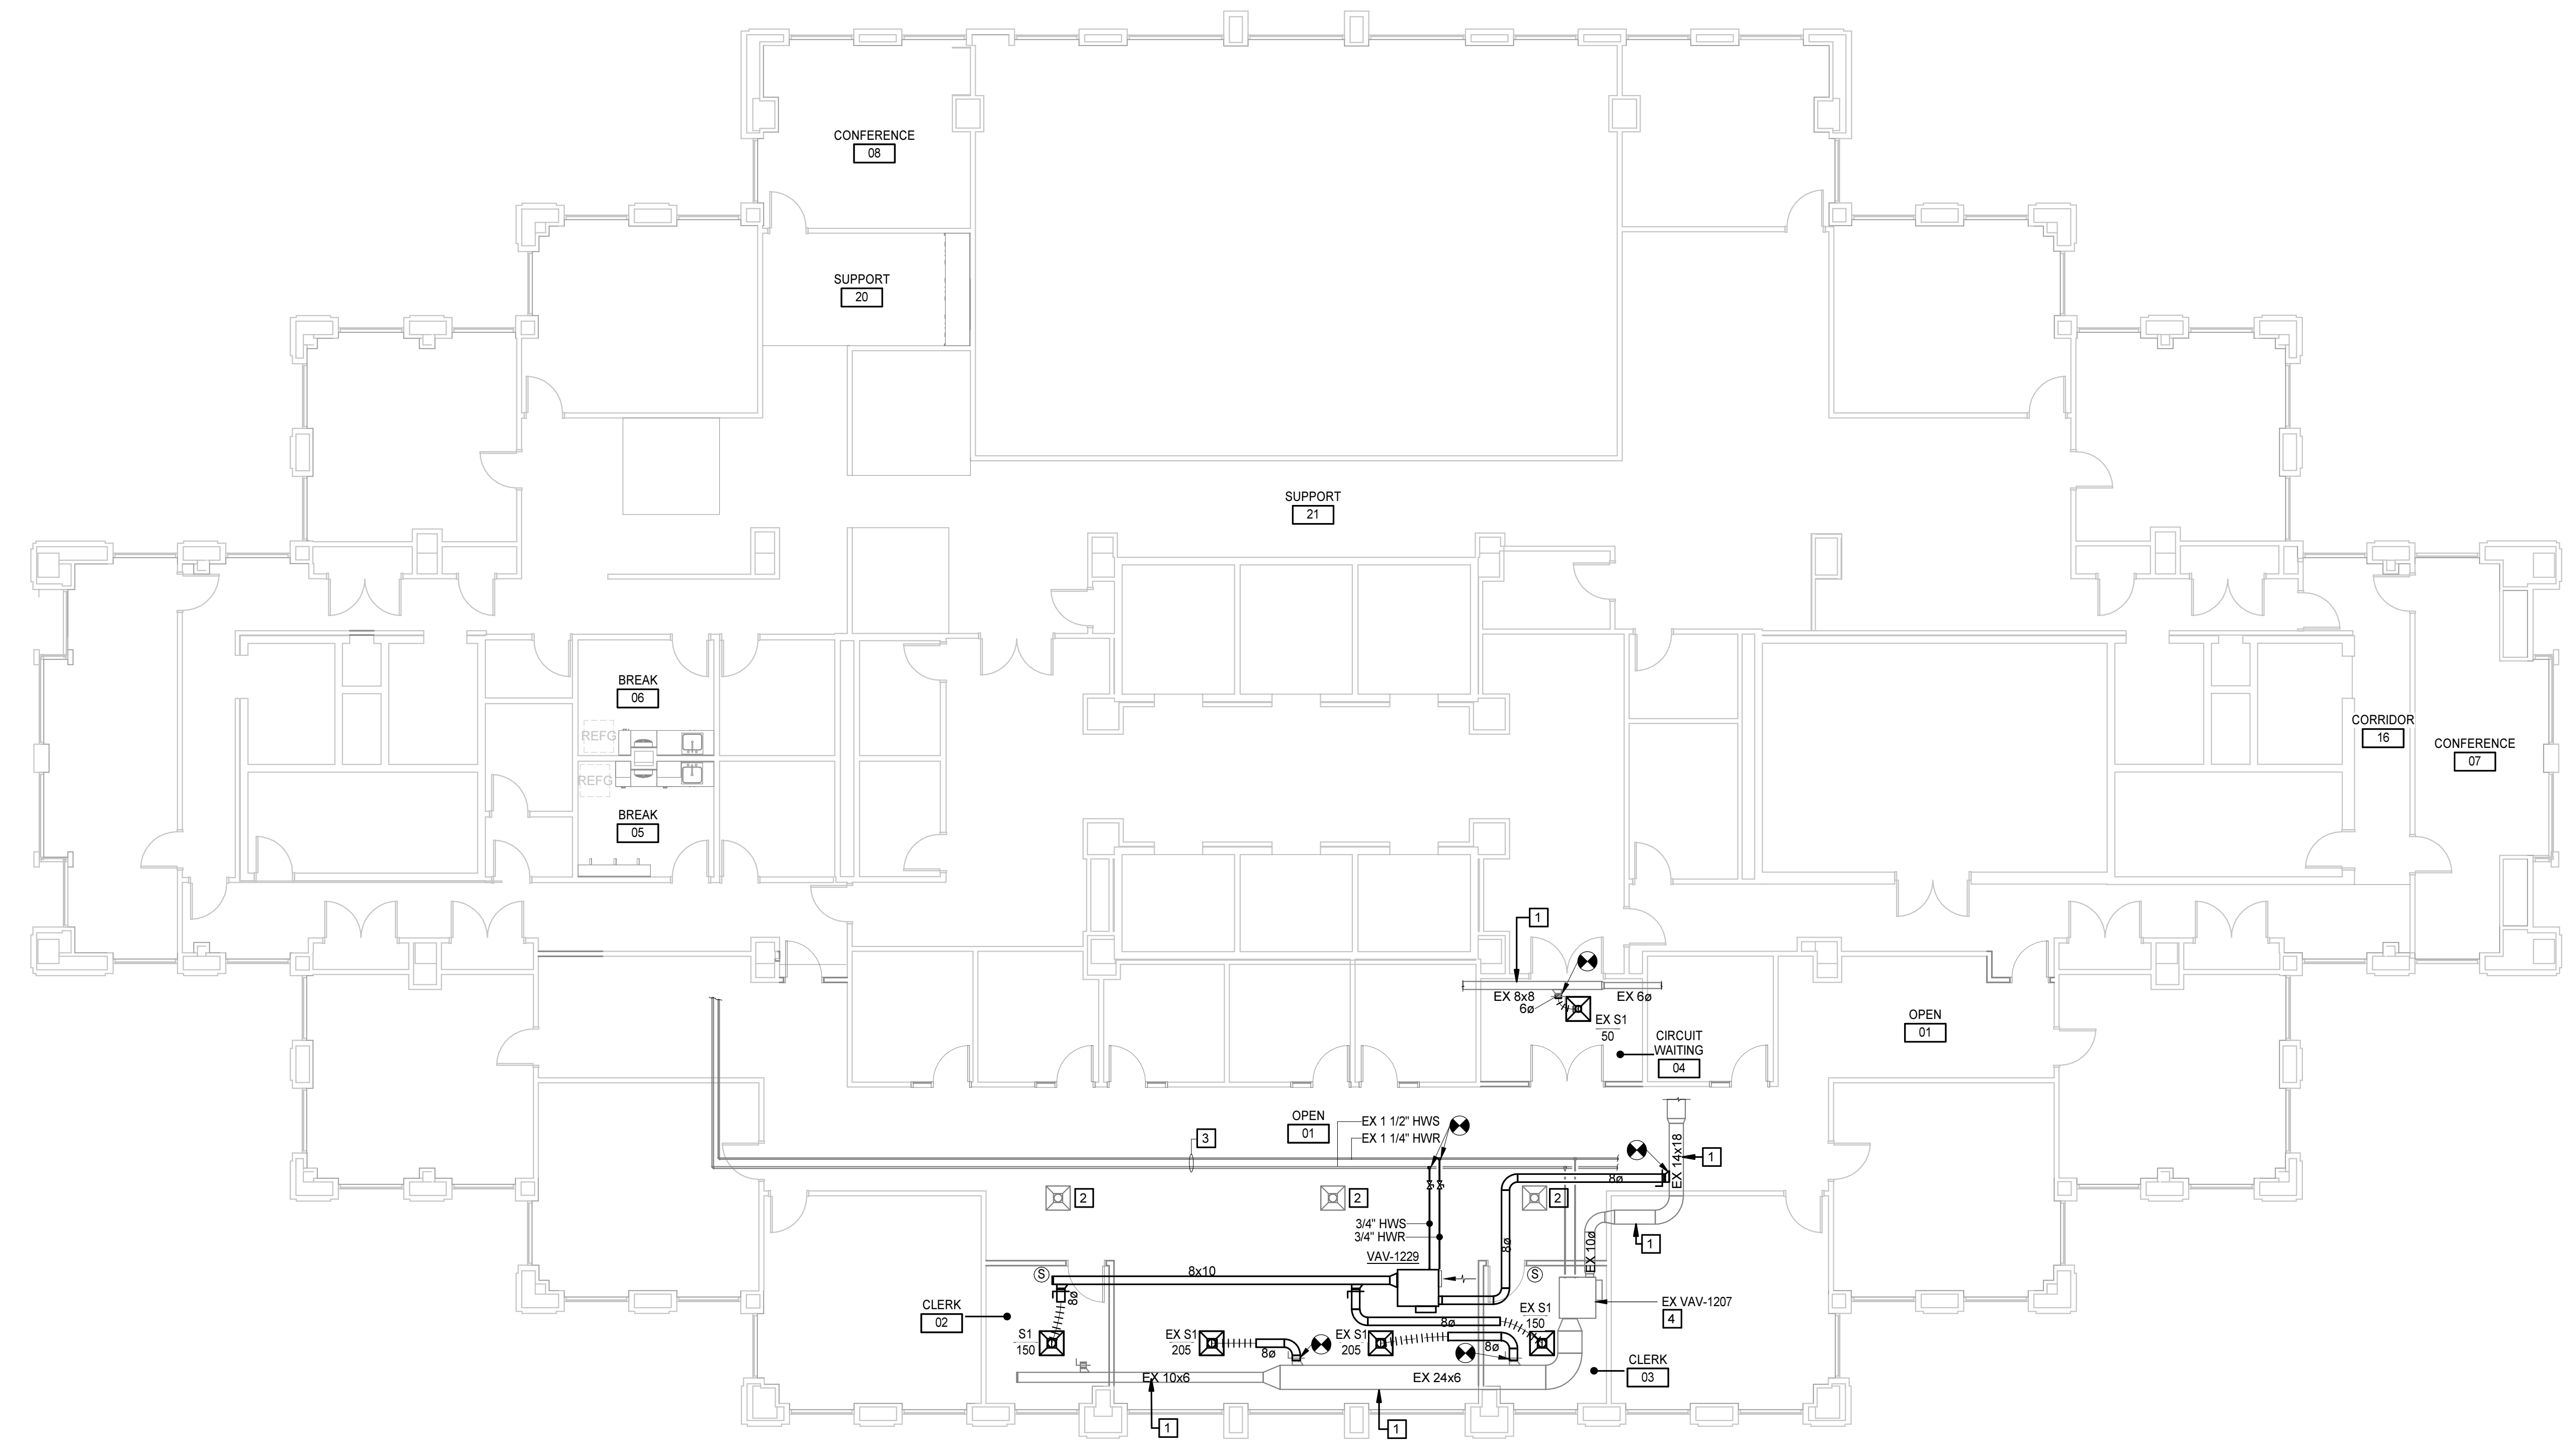 CONFERENCE
08
SUPPORT
20
SUPPORT
21
BREAK
06
REFG
REFG
BREAK
05
CORRIDOR
16
CONFERENCE
07
1
EX 8x8
EX 6ø
6ø
EX S1
50
CIRCUIT
WAITING
04
OPEN
01
OPEN
01
EX 1 1/2" HWS
EX 1 1/4" HWR
3
EX 14x18
1
8ø
2
2
2
3/4" HWS
3/4" HWR
VAV-1229
8ø
EX 10ø
1
S
8x10
S
8ø
CLERK
02
EX VAV-1207
4
S1
150
EX S1
205
8ø
EX S1
205
8ø
EX S1
150
8ø
CLERK
03
EX 10x6
EX 24x6
1
1